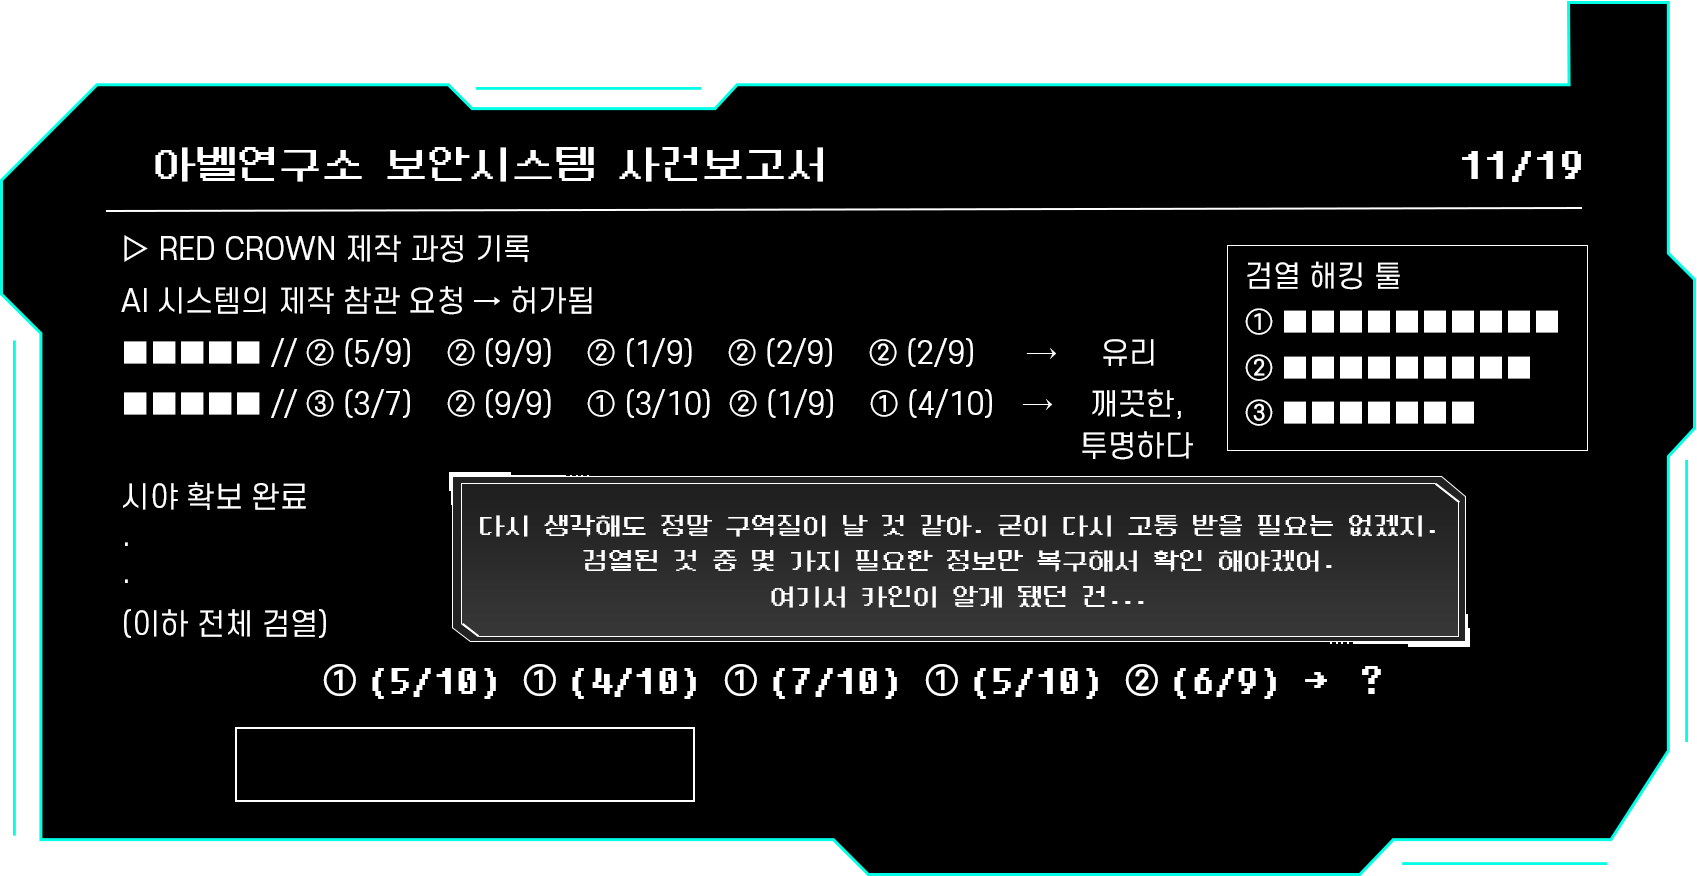 아벨연구소 보안시스템 사건보고서 11/19
▷ RED CROWN 제작 과정 기록
AI 시스템의 제작 참관 요청 → 허가됨
■■■■■ // ② (5/9) ② (9/9) ② (1/9) ② (2/9) ② (2/9) → 유리
■■■■■ // ③ (3/7) ② (9/9) ① (3/10) ② (1/9) ① (4/10) → 깨끗한,
투명하다
검열 해킹 툴
① ■■■■■■■■■■
② ■■■■■■■■■
③ ■■■■■■■
시야 확보 완료
.
.
(이하 전체 검열)
다시 생각해도 정말 구역질이 날 것 같아. 굳이 다시 고통 받을 필요는 없겠지.
검열된 것 중 몇 가지 필요한 정보만 복구해서 확인 해야겠어.
여기서 카인이 알게 됐던 건...
① (5/10) ① (4/10) ① (7/10) ① (5/10) ② (6/9) → ?